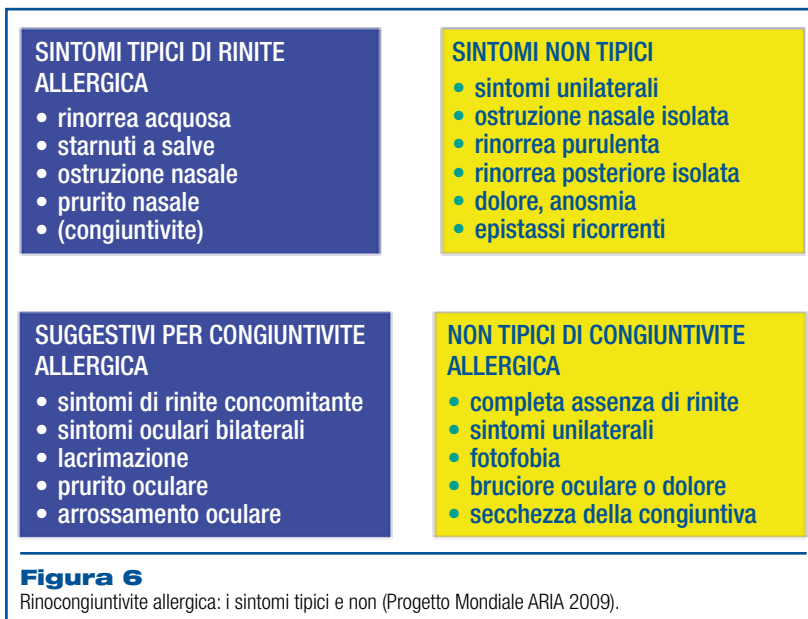 SINTOMI TIPICI DI RINITE
ALLERGICA
• rinorrea acquosa
• starnuti a salve
• ostruzione nasale
• prurito nasale
• (congiuntivite)
SINTOMI NON TIPICI
• sintomi unilaterali
• ostruzione nasale isolata
• rinorrea purulenta
• rinorrea posteriore isolata
• dolore, anosmia
• epistassi ricorrenti
SUGGESTIVI PER CONGIUNTIVITE
ALLERGICA
• sintomi di rinite concomitante
• sintomi oculari bilaterali
• lacrimazione
• prurito oculare
• arrossamento oculare
NON TIPICI DI CONGIUNTIVITE
ALLERGICA
• completa assenza di rinite
• sintomi unilaterali
• fotofobia
• bruciore oculare o dolore
• secchezza della congiuntiva
Figura 6
Rinocongiuntivite allergica: i sintomi tipici e non (Progetto Mondiale ARIA 2009).